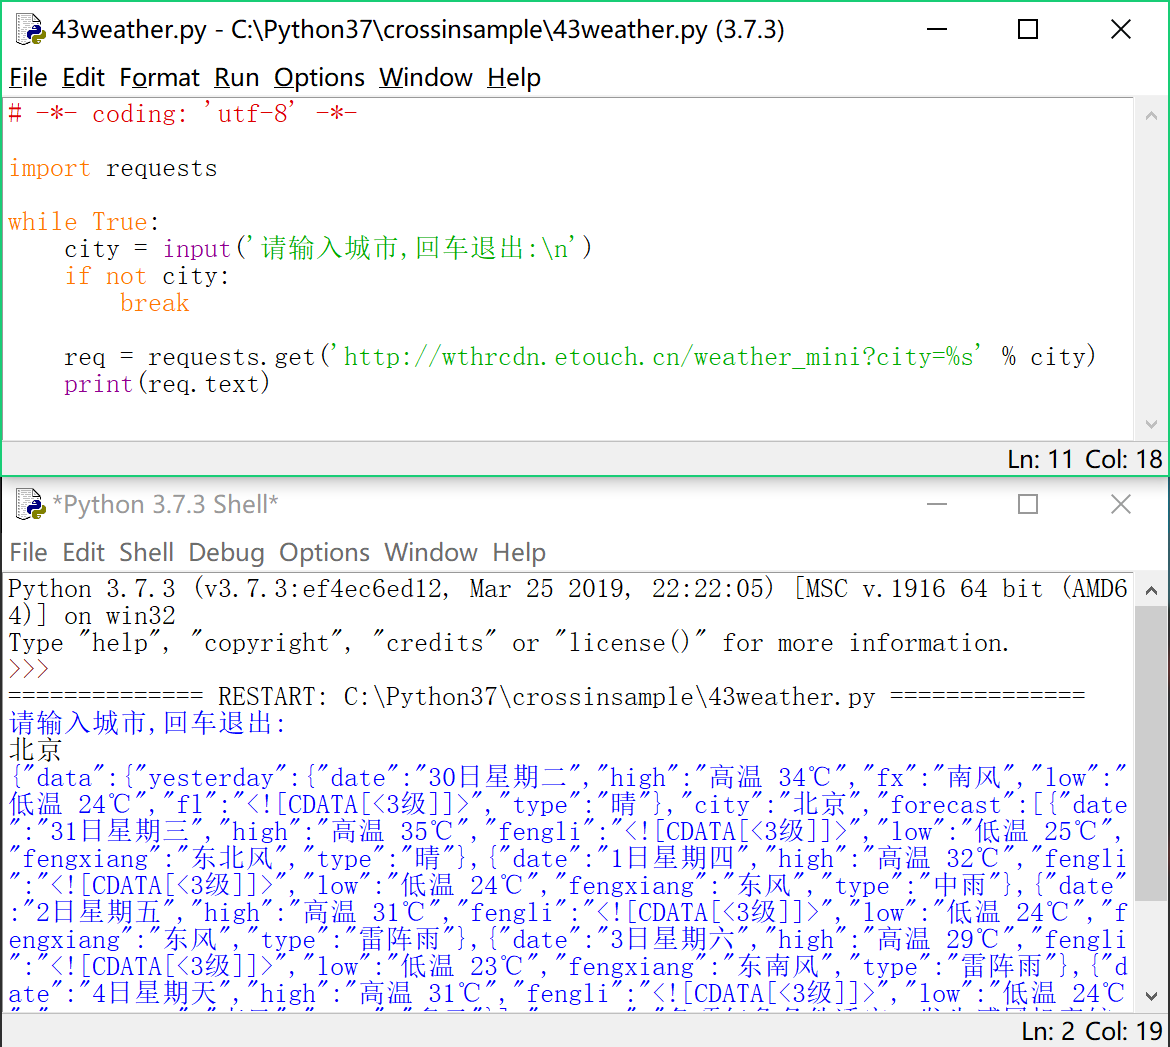 43weather.py - C:\Python37\crossinsample\43weather.py (3.7.3)
File Edit Format Run Options Window Help
# -*- coding: 'utf-8' -*-
import requests
while True:
    city = input('请输入城市,回车退出:\n')
    if not city:
        break
    req = requests.get('http://wthrcdn.etouch.cn/weather_mini?city=%s' % city)
    print(req.text)
Ln: 11 Col: 18
*Python 3.7.3 Shell*
File Edit Shell Debug Options Window Help
Python 3.7.3 (v3.7.3:ef4ec6ed12, Mar 25 2019, 22:22:05) [MSC v.1916 64 bit (AMD6
4)] on win32
Type "help", "copyright", "credits" or "license()" for more information.
>>>
============== RESTART: C:\Python37\crossinsample\43weather.py ==============
请输入城市,回车退出:
北京
{"data":{"yesterday":{"date":"30日星期二","high":"高温 34℃","fx":"南风","low":"
低温 24℃","fl":"<![CDATA[<3级]]>","type":"晴"},"city":"北京","forecast":[{"date
":"31日星期三","high":"高温 35℃","fengli":"<![CDATA[<3级]]>","low":"低温 25℃",
"fengxiang":"东北风","type":"晴"},{"date":"1日星期四","high":"高温 32℃","fengli
":"<![CDATA[<3级]]>","low":"低温 24℃","fengxiang":"东风","type":"中雨"},{"date"
:"2日星期五","high":"高温 31℃","fengli":"<![CDATA[<3级]]>","low":"低温 24℃","f
engxiang":"东风","type":"雷阵雨"},{"date":"3日星期六","high":"高温 29℃","fengli
":"<![CDATA[<3级]]>","low":"低温 23℃","fengxiang":"东南风","type":"雷阵雨"},{"d
ate":"4日星期天","high":"高温 31℃","fengli":"<![CDATA[<3级]]>","low":"低温 24℃
Ln: 2 Col: 19